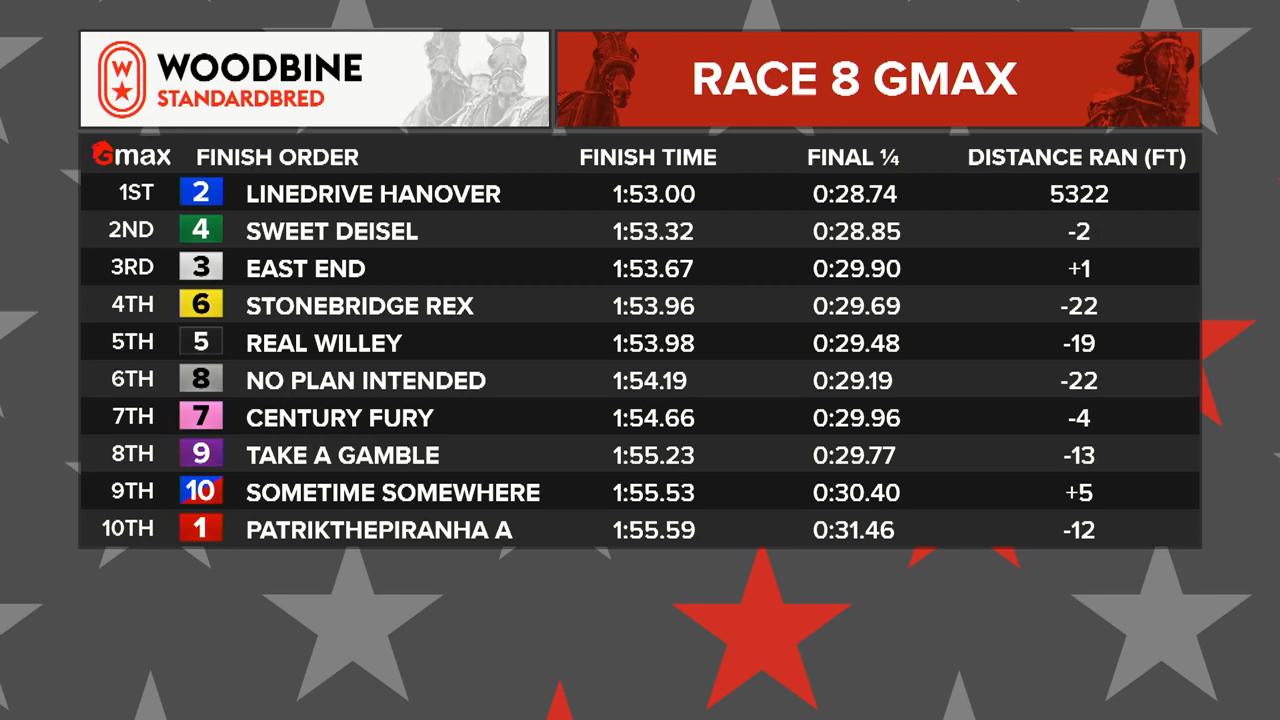 W
WOODBINE
STANDARDBRED
RACE 8 GMAX
Gmax FINISH ORDER FINISH TIME FINAL ¼ DISTANCE RAN (FT)
1ST 2 LINEDRIVE HANOVER 1:53.00 0:28.74 5322
2ND 4 SWEET DEISEL 1:53.32 0:28.85 -2
3RD 3 EAST END 1:53.67 0:29.90 +1
4TH 6 STONEBRIDGE REX 1:53.96 0:29.69 -22
5TH 5 REAL WILLEY 1:53.98 0:29.48 -19
6TH 8 NO PLAN INTENDED 1:54.19 0:29.19 -22
7TH 7 CENTURY FURY 1:54.66 0:29.96 -4
8TH 9 TAKE A GAMBLE 1:55.23 0:29.77 -13
9TH 10 SOMETIME SOMEWHERE 1:55.53 0:30.40 +5
10TH 1 PATRIKTHEPIRANHA A 1:55.59 0:31.46 -12